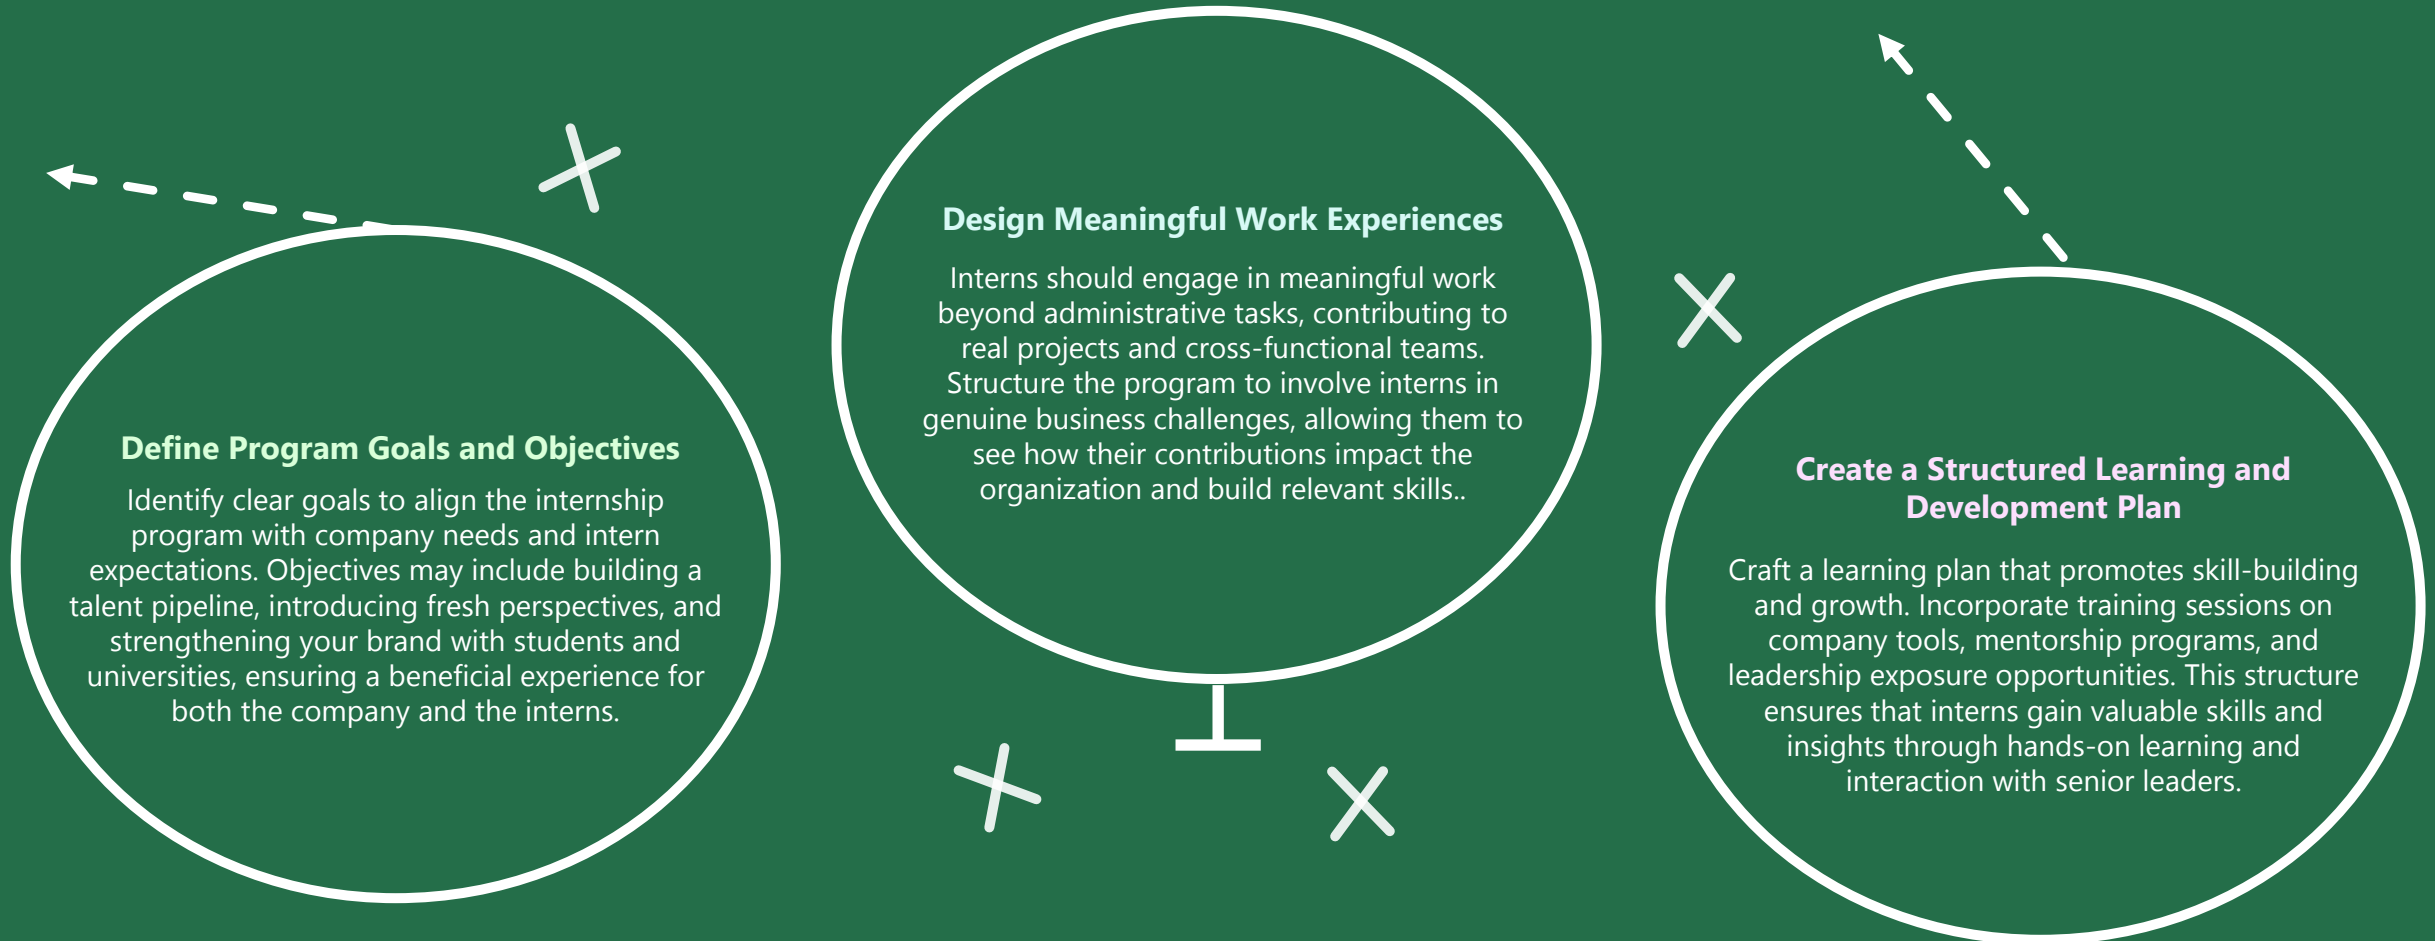 Define Program Goals and Objectives
Identify clear goals to align the internship
program with company needs and intern
expectations. Objectives may include building a
talent pipeline, introducing fresh perspectives, and
strengthening your brand with students and
universities, ensuring a beneficial experience for
both the company and the interns.
Design Meaningful Work Experiences
Interns should engage in meaningful work
beyond administrative tasks, contributing to
real projects and cross-functional teams.
Structure the program to involve interns in
genuine business challenges, allowing them to
see how their contributions impact the
organization and build relevant skills..
Create a Structured Learning and
Development Plan
Craft a learning plan that promotes skill-building
and growth. Incorporate training sessions on
company tools, mentorship programs, and
leadership exposure opportunities. This structure
ensures that interns gain valuable skills and
insights through hands-on learning and
interaction with senior leaders.